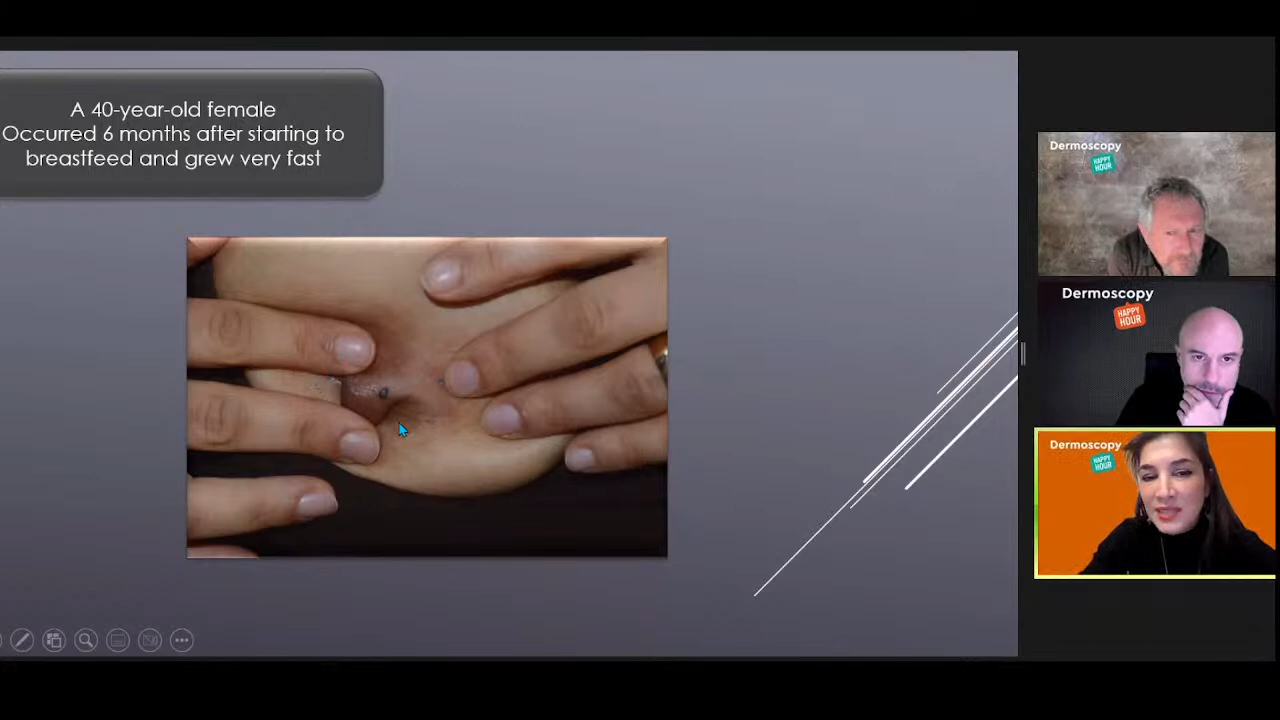 A 40-year-old female
Occurred 6 months after starting to
breastfeed and grew very fast
Dermoscopy
HAPPY
HOUR
Dermoscopy
HAPPY
HOUR
Dermoscopy
HAPPY
HOUR